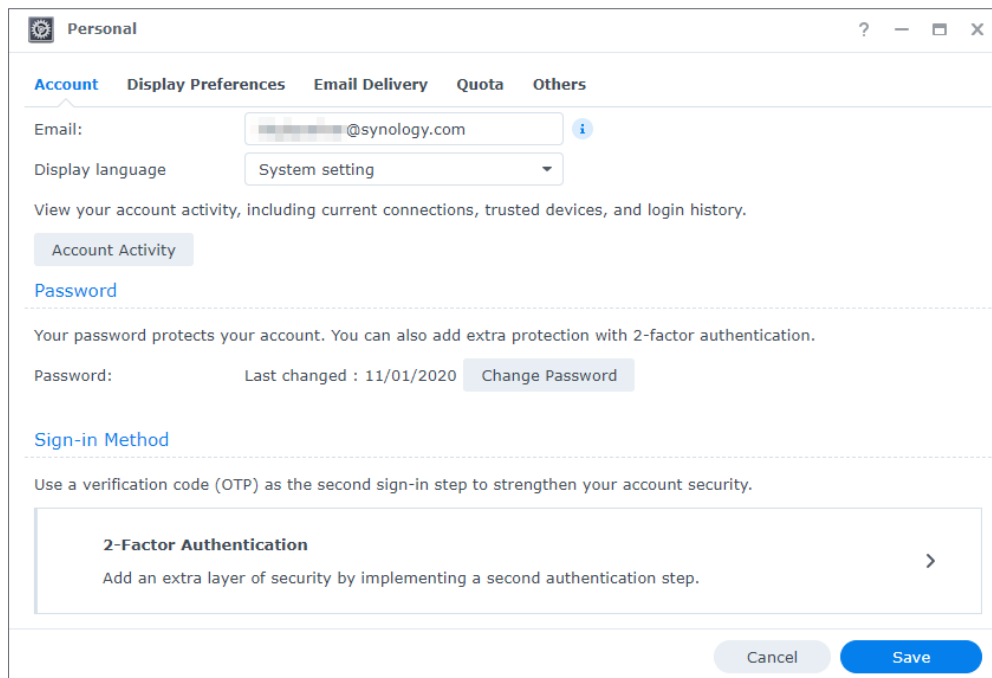 Personal
Account Display Preferences Email Delivery Quota Others
Email: @synology.com
Display language System setting
View your account activity, including current connections, trusted devices, and login history.
Account Activity
Password
Your password protects your account. You can also add extra protection with 2-factor authentication.
Password: Last changed : 11/01/2020 Change Password
Sign-in Method
Use a verification code (OTP) as the second sign-in step to strengthen your account security.
2-Factor Authentication
Add an extra layer of security by implementing a second authentication step.
Cancel Save